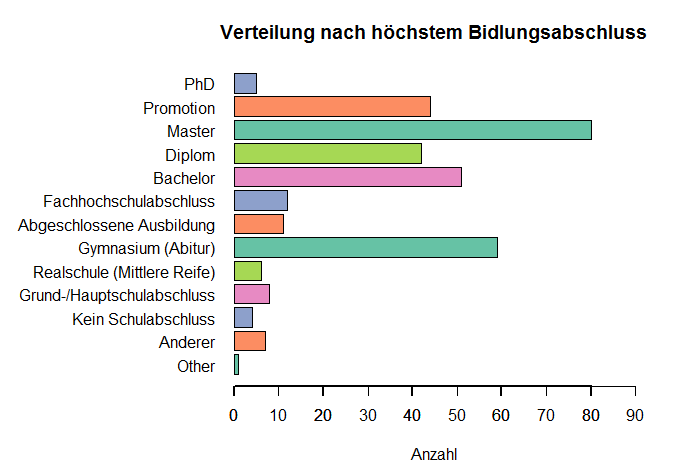 Verteilung nach höchstem Bidlungsabschluss
PhD
Promotion
Master
Diplom
Bachelor
Fachhochschulabschluss
Abgeschlossene Ausbildung
Gymnasium (Abitur)
Realschule (Mittlere Reife)
Grund-/Hauptschulabschluss
Kein Schulabschluss
Anderer
Other
0 10 20 30 40 50 60 70 80 90
Anzahl